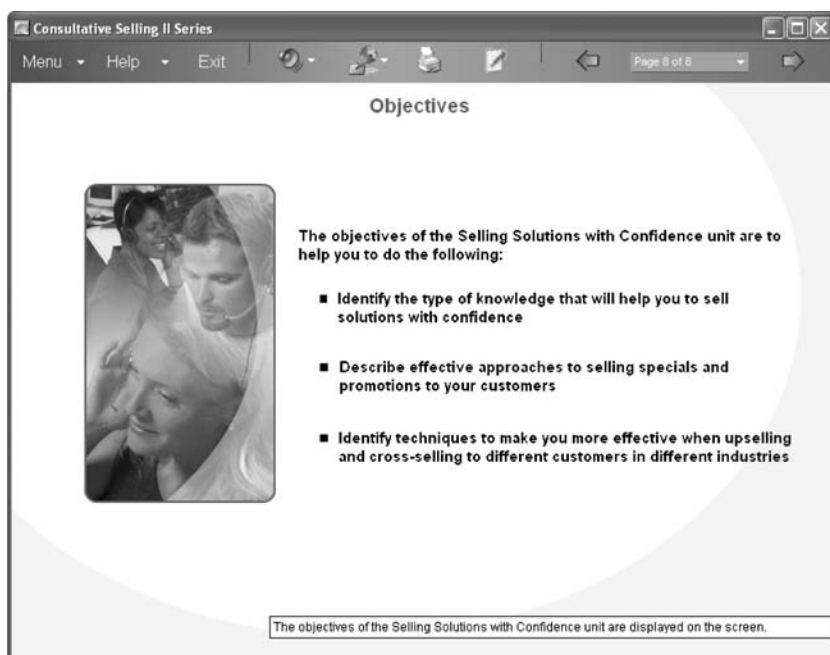 Consultative Selling II Series
Menu Help Exit Page 8 of 8
Objectives
The objectives of the Selling Solutions with Confidence unit are to
help you to do the following:
■ Identify the type of knowledge that will help you to sell
solutions with confidence
■ Describe effective approaches to selling specials and
promotions to your customers
■ Identify techniques to make you more effective when upselling
and cross-selling to different customers in different industries
The objectives of the Selling Solutions with Confidence unit are displayed on the screen.